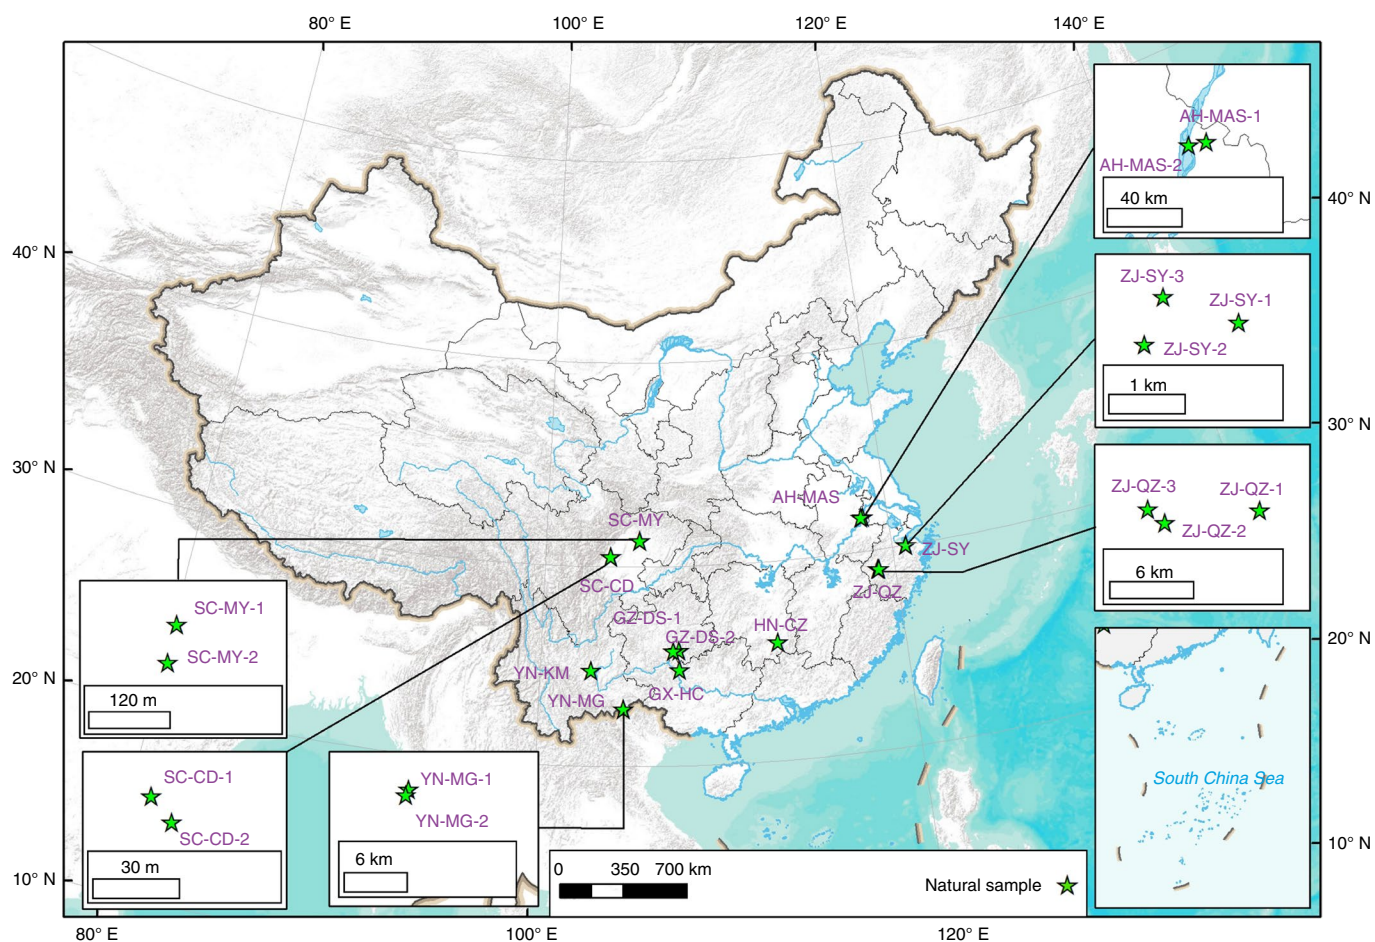 80° E
100° E
120° E
140° E
AH-MAS-1
AH-MAS-2
40 km
40° N
40° N
ZJ-SY-3
ZJ-SY-1
ZJ-SY-2
1 km
30° N
30° N
ZJ-QZ-3
ZJ-QZ-1
ZJ-QZ-2
6 km
AH-MAS
SC-MY
ZJ-SY
SC-CD
ZJ-QZ
GZ-DS-1
HN-CZ
GZ-DS-2
YN-KM
YN-MG
GX-HC
SC-MY-1
SC-MY-2
120 m
20° N
20° N
SC-CD-1
SC-CD-2
30 m
YN-MG-1
YN-MG-2
6 km
South China Sea
10° N
10° N
0 350 700 km
Natural sample
80° E
100° E
120° E